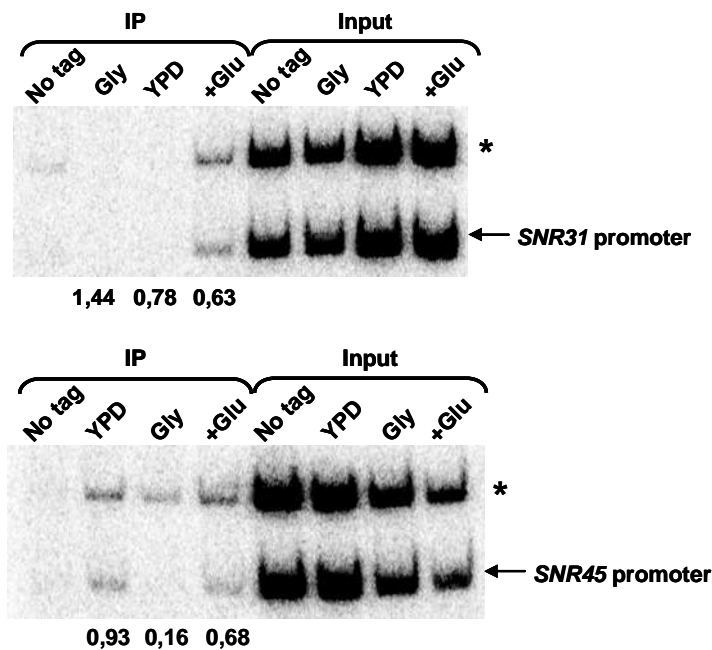 IP Input
No tag Gly YPD +Glu No tag Gly YPD +Glu
*
SNR31 promoter
1,44 0,78 0,63
IP Input
No tag YPD Gly +Glu No tag YPD Gly +Glu
*
SNR45 promoter
0,93 0,16 0,68